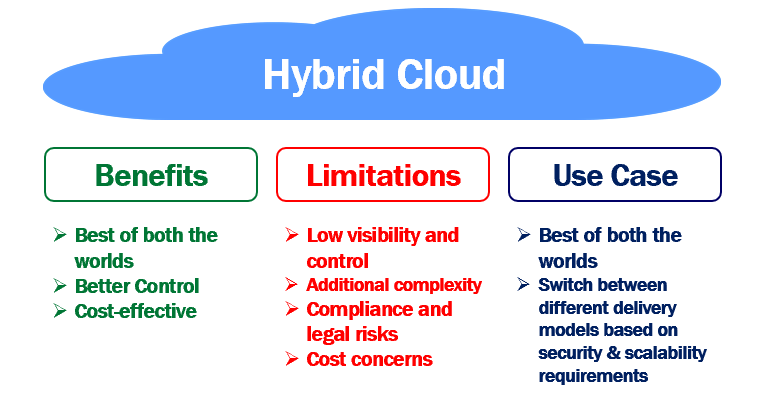 Hybrid Cloud
Benefits
Limitations
Use Case
➢ Best of both the
worlds
➢ Better Control
➢ Cost-effective
➢ Low visibility and
control
➢ Additional complexity
➢ Compliance and
legal risks
➢ Cost concerns
➢ Best of both the
worlds
➢ Switch between
different delivery
models based on
security & scalability
requirements